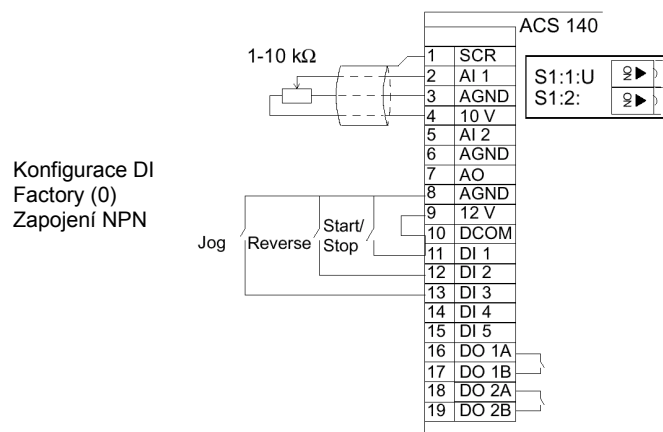 ACS 140
1-10 kΩ
1 SCR
2 AI 1
3 AGND
4 10 V
5 AI 2
6 AGND
7 AO
8 AGND
9 12 V
10 DCOM
11 DI 1
12 DI 2
13 DI 3
14 DI 4
15 DI 5
16 DO 1A
17 DO 1B
18 DO 2A
19 DO 2B
S1:1:U
ON
S1:2:
ON
Konfigurace DI
Factory (0)
Zapojení NPN
Jog
Reverse
Start/
Stop